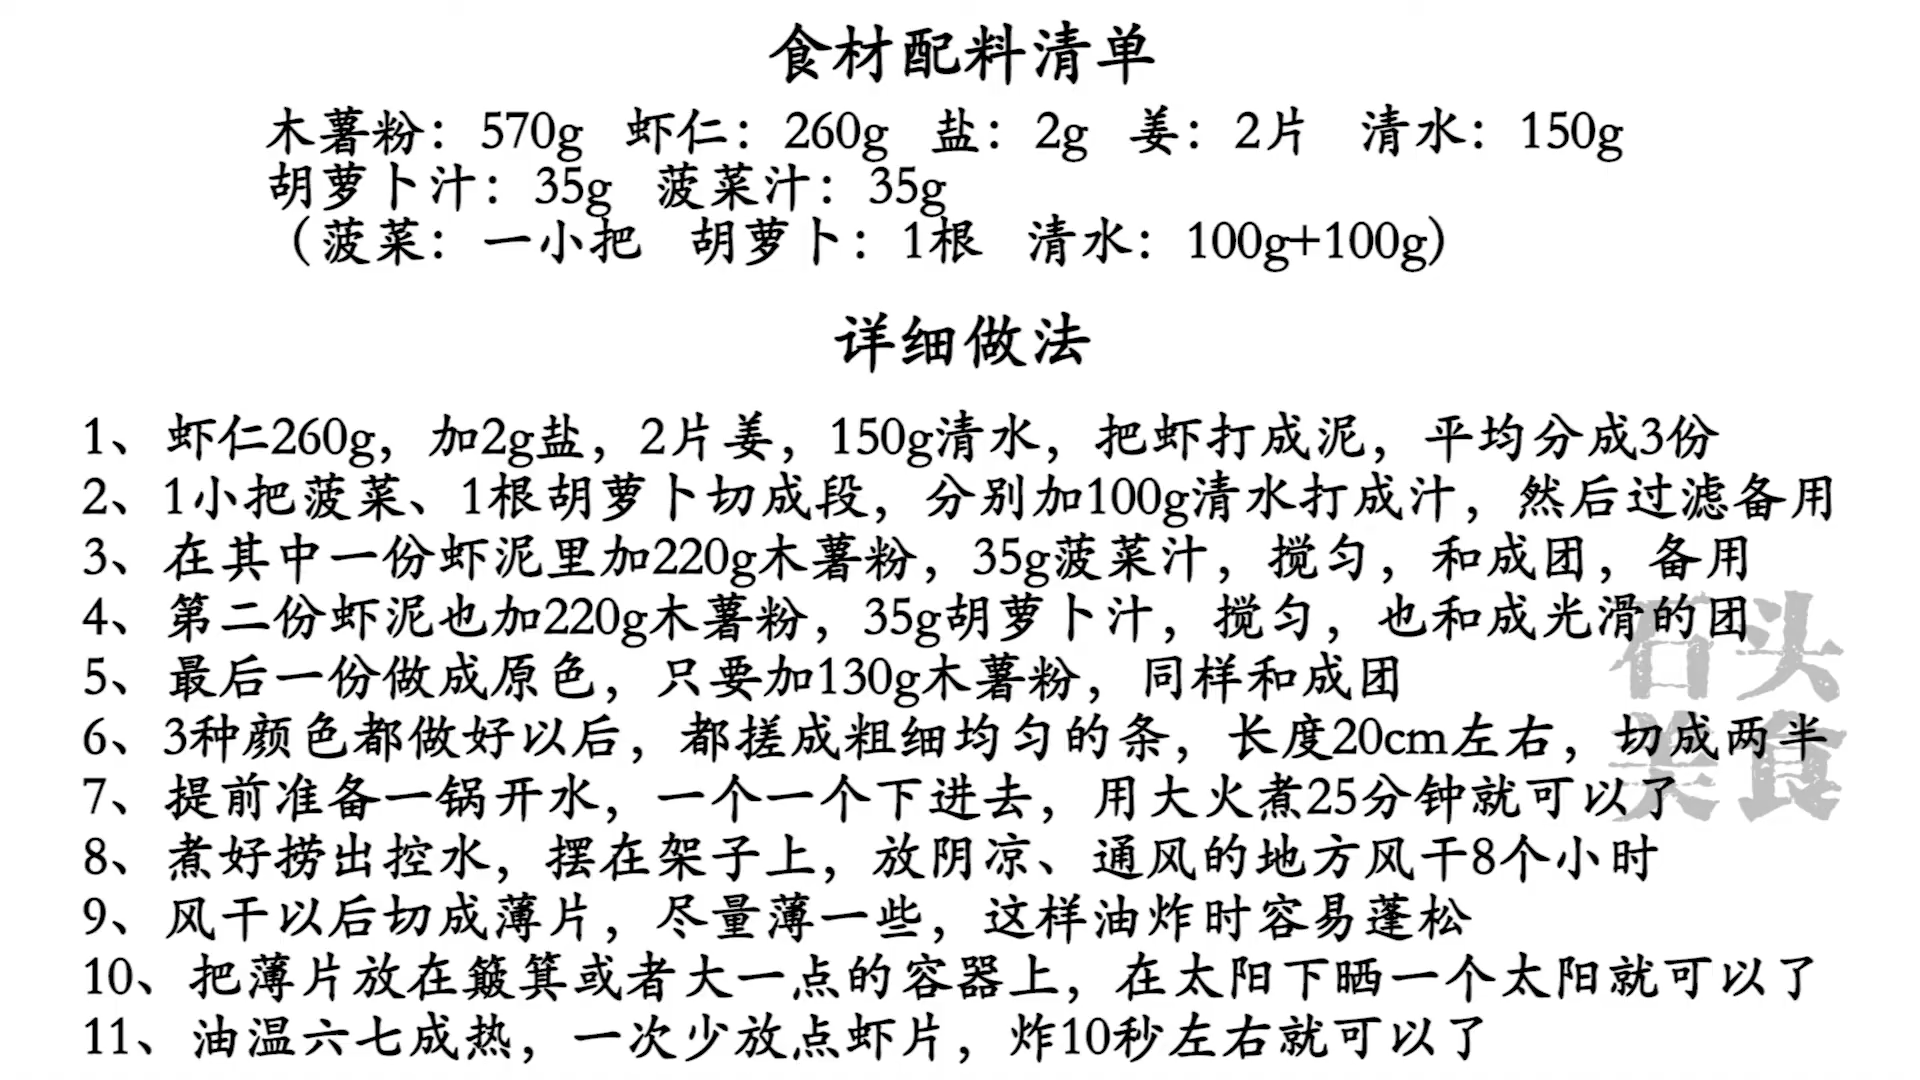 食材配料清单
木薯粉：570g 虾仁：260g 盐：2g 姜：2片 清水：150g
胡萝卜汁：35g 菠菜汁：35g
（菠菜：一小把 胡萝卜：1根 清水：100g+100g)
详细做法
1、虾仁260g，加2g盐，2片姜，150g清水，把虾打成泥，平均分成3份
2、1小把菠菜、1根胡萝卜切成段，分别加100g清水打成汁，然后过滤备用
3、在其中一份虾泥里加220g木薯粉，35g菠菜汁，搅匀，和成团，备用
4、第二份虾泥也加220g木薯粉，35g胡萝卜汁，搅匀，也和成光滑的团
5、最后一份做成原色，只要加130g木薯粉，同样和成团
6、3种颜色都做好以后，都搓成粗细均匀的条，长度20cm左右，切成两半
7、提前准备一锅开水，一个一个下进去，用大火煮25分钟就可以了
8、煮好捞出控水，摆在架子上，放阴凉、通风的地方风干8个小时
9、风干以后切成薄片，尽量薄一些，这样油炸时容易蓬松
10、把薄片放在簸箕或者大一点的容器上，在太阳下晒一个太阳就可以了
11、油温六七成热，一次少放点虾片，炸10秒左右就可以了
石头
美食